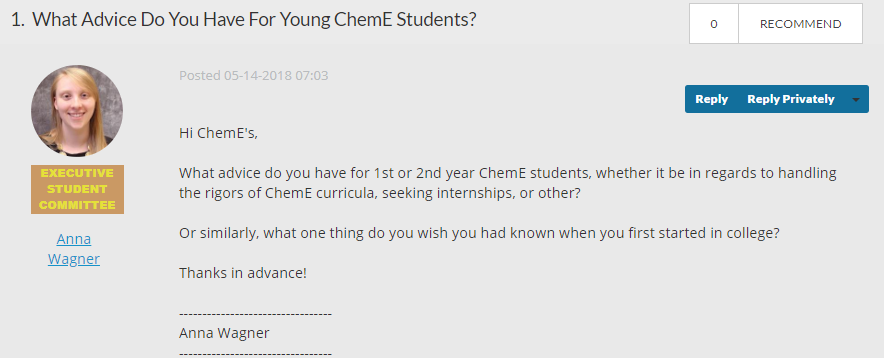 1. What Advice Do You Have For Young ChemE Students?
0 RECOMMEND
Posted 05-14-2018 07:03
Reply Reply Privately
Hi ChemE's,
What advice do you have for 1st or 2nd year ChemE students, whether it be in regards to handling
the rigors of ChemE curricula, seeking internships, or other?
Or similarly, what one thing do you wish you had known when you first started in college?
Thanks in advance!
---------------------------------
Anna Wagner
---------------------------------
EXECUTIVE
STUDENT
COMMITTEE
Anna
Wagner